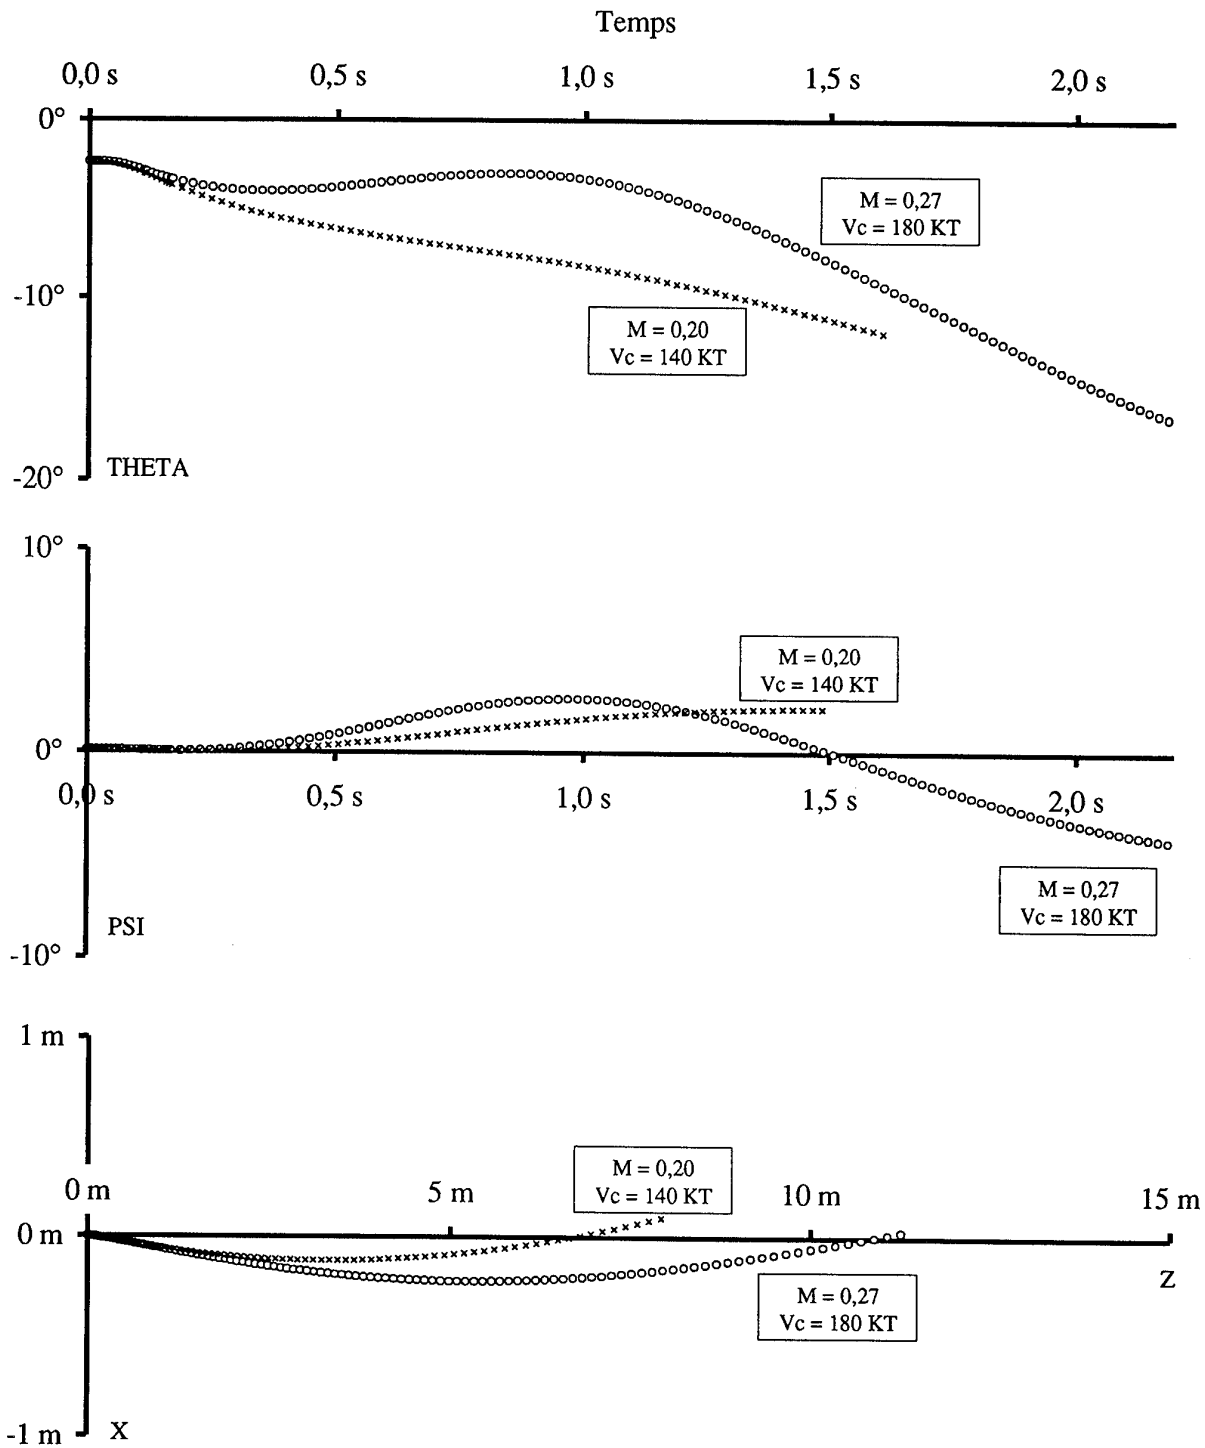 Temps
0,0 s 0,5 s 1,0 s 1,5 s 2,0 s
0°
M = 0,27
Vc = 180 KT
-10°
M = 0,20
Vc = 140 KT
THETA
-20°
10°
M = 0,20
Vc = 140 KT
0°
0,0 s 0,5 s 1,0 s 1,5 s 2,0 s
M = 0,27
Vc = 180 KT
PSI
-10°
1 m
M = 0,20
Vc = 140 KT
0 m 5 m 10 m 15 m
0 m
Z
M = 0,27
Vc = 180 KT
-1 m X